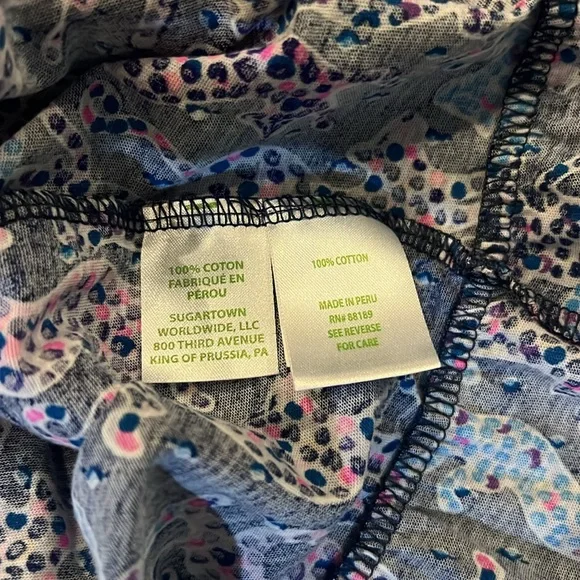 100% COTON
FABRIQUÉ EN
PÉROU
SUGARTOWN
WORLDWIDE, LLC
800 THIRD AVENUE
KING OF PRUSSIA, PA
100% COTTON
MADE IN PERU
RN# 88189
SEE REVERSE
FOR CARE